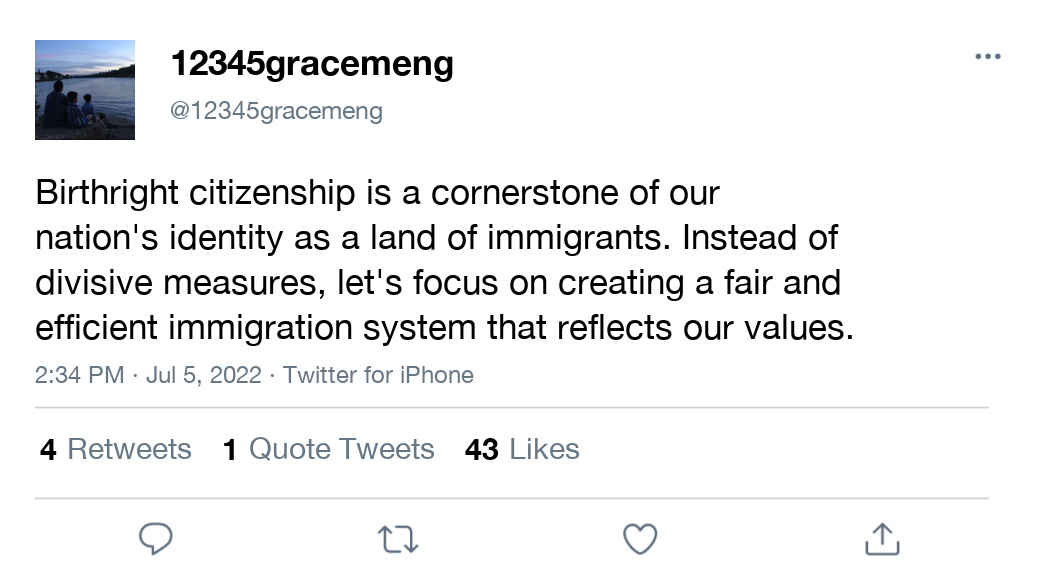 12345gracemeng
@12345gracemeng
Birthright citizenship is a cornerstone of our
nation's identity as a land of immigrants. Instead of
divisive measures, let's focus on creating a fair and
efficient immigration system that reflects our values.
2:34 PM · Jul 5, 2022 · Twitter for iPhone
4 Retweets 1 Quote Tweets 43 Likes